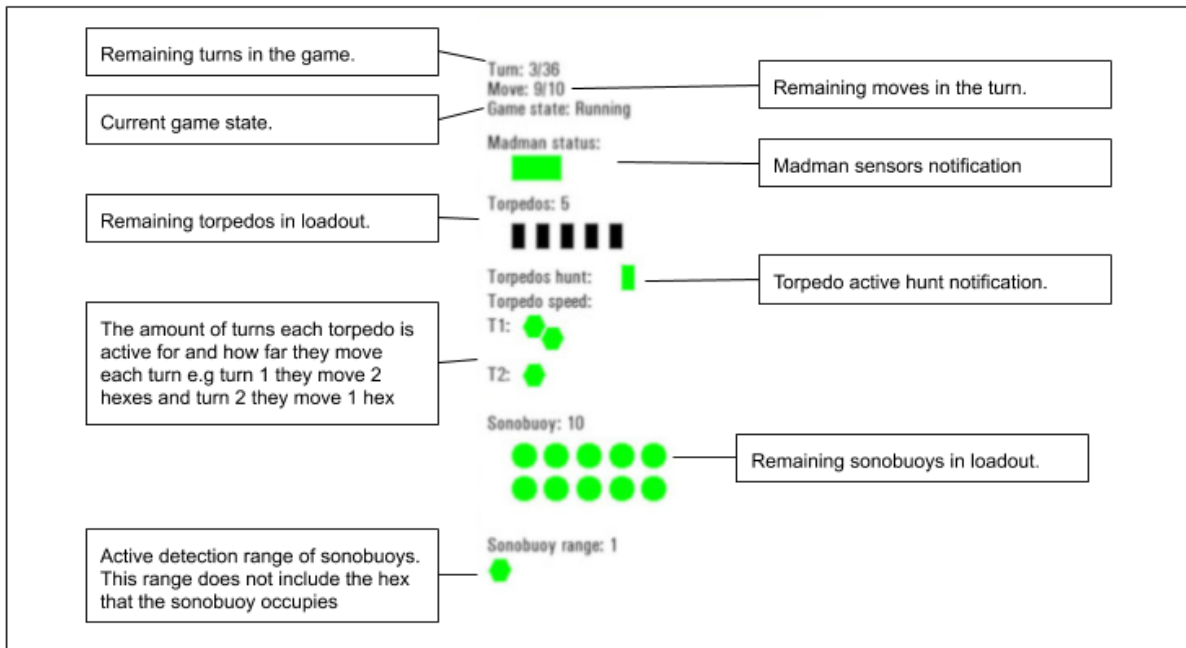 Remaining turns in the game.
Turn: 3/36
Move: 9/10
Remaining moves in the turn.
Game state: Running
Current game state.
Madman status:
Madman sensors notification
Remaining torpedos in loadout.
Torpedos: 5
Torpedos hunt:
Torpedo active hunt notification.
Torpedo speed:
T1:
The amount of turns each torpedo is
active for and how far they move
each turn e.g turn 1 they move 2
hexes and turn 2 they move 1 hex
T2:
Sonobuoy: 10
Remaining sonobuoys in loadout.
Active detection range of sonobuoys.
This range does not include the hex
that the sonobuoy occupies
Sonobuoy range: 1